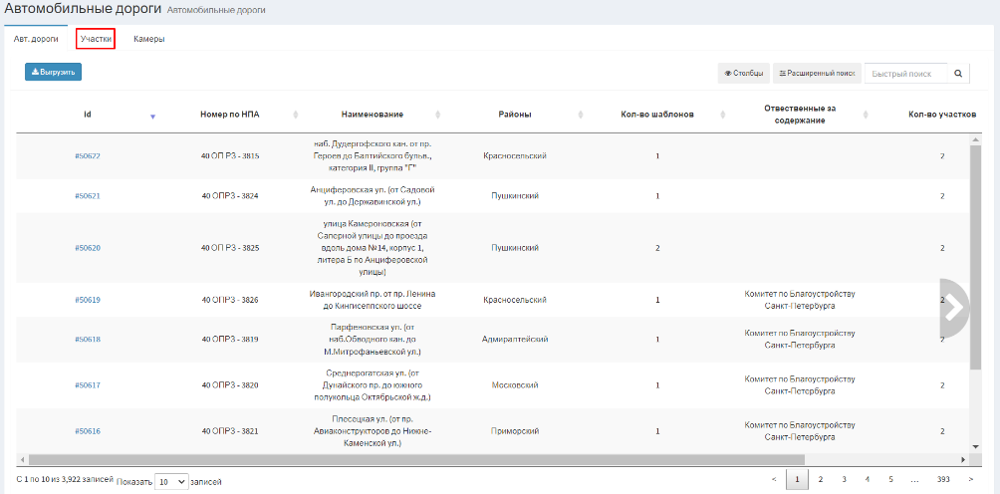 Автомобильные дороги Автомобильные дороги
Авт. дороги Участки Камеры
Выгрузить Столбцы Расширенный поиск Быстрый поиск
id Номер по НПА Наименование Районы Кол-во шаблонов Отвественные за содержание Кол-во участков
#50622 40 ОП РЗ - 3815 наб. Дудергофского кан. от пр. Героев до Балтийского бульв., категория II, группа "Г" Красносельский 1 2
#50621 40 ОПРЗ - 3824 Анциферовская ул. (от Садовой ул. до Державинской ул.) Пушкинский 1 2
#50620 40 ОП РЗ - 3825 улица Камероновская (от Саперной улицы до проезда вдоль дома №14, корпус 1, литера Б по Анциферовской улицы) Пушкинский 2 2
#50619 40 ОПРЗ - 3826 Ивангородский пр. от пр. Ленина до Кингисеппского шоссе Красносельский 1 Комитет по Благоустройству Санкт-Петербурга 2
#50618 40 ОПРЗ - 3819 Парфеновская ул. (от наб.Обводного кан. до М.Митрофаньевской ул.) Адмиралтейский 1 Комитет по Благоустройству Санкт-Петербурга 2
#50617 40 ОПРЗ - 3820 Среднерогатская ул. (от Дунайского пр. до южного полукольца Октябрьской ж.д.) Московский 1 Комитет по Благоустройству Санкт-Петербурга 2
#50616 40 ОПРЗ - 3821 Плесецкая ул. (от пр. Авиаконструкторов до Нижне-Каменской ул.) Приморский 1 Комитет по Благоустройству Санкт-Петербурга 2
С 1 по 10 из 3,922 записей Показать 10 записей < 1 2 3 4 5 ... 393 >